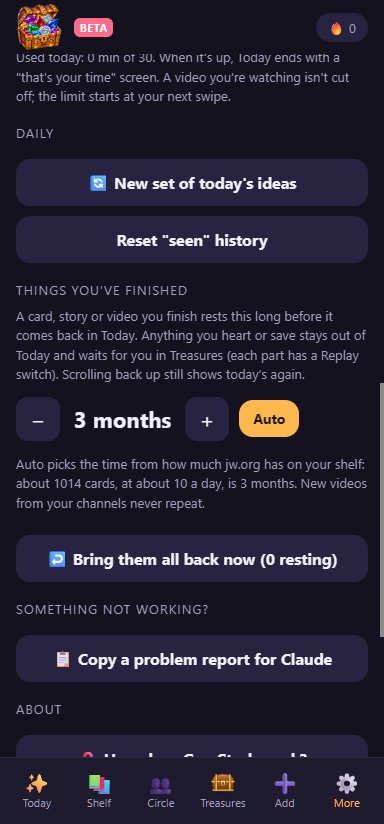 BETA
0
Used today: 0 min of 30. When it's up, Today ends with a
"that's your time" screen. A video you're watching isn't cut
off; the limit starts at your next swipe.
DAILY
New set of today's ideas
Reset "seen" history
THINGS YOU'VE FINISHED
A card, story or video you finish rests this long before it
comes back in Today. Anything you heart or save stays out of
Today and waits for you in Treasures (each part has a Replay
switch). Scrolling back up still shows today's again.
− 3 months + Auto
Auto picks the time from how much jw.org has on your shelf:
about 1014 cards, at about 10 a day, is 3 months. New videos
from your channels never repeat.
Bring them all back now (0 resting)
SOMETHING NOT WORKING?
Copy a problem report for Claude
ABOUT
Today Shelf Circle Treasures Add More